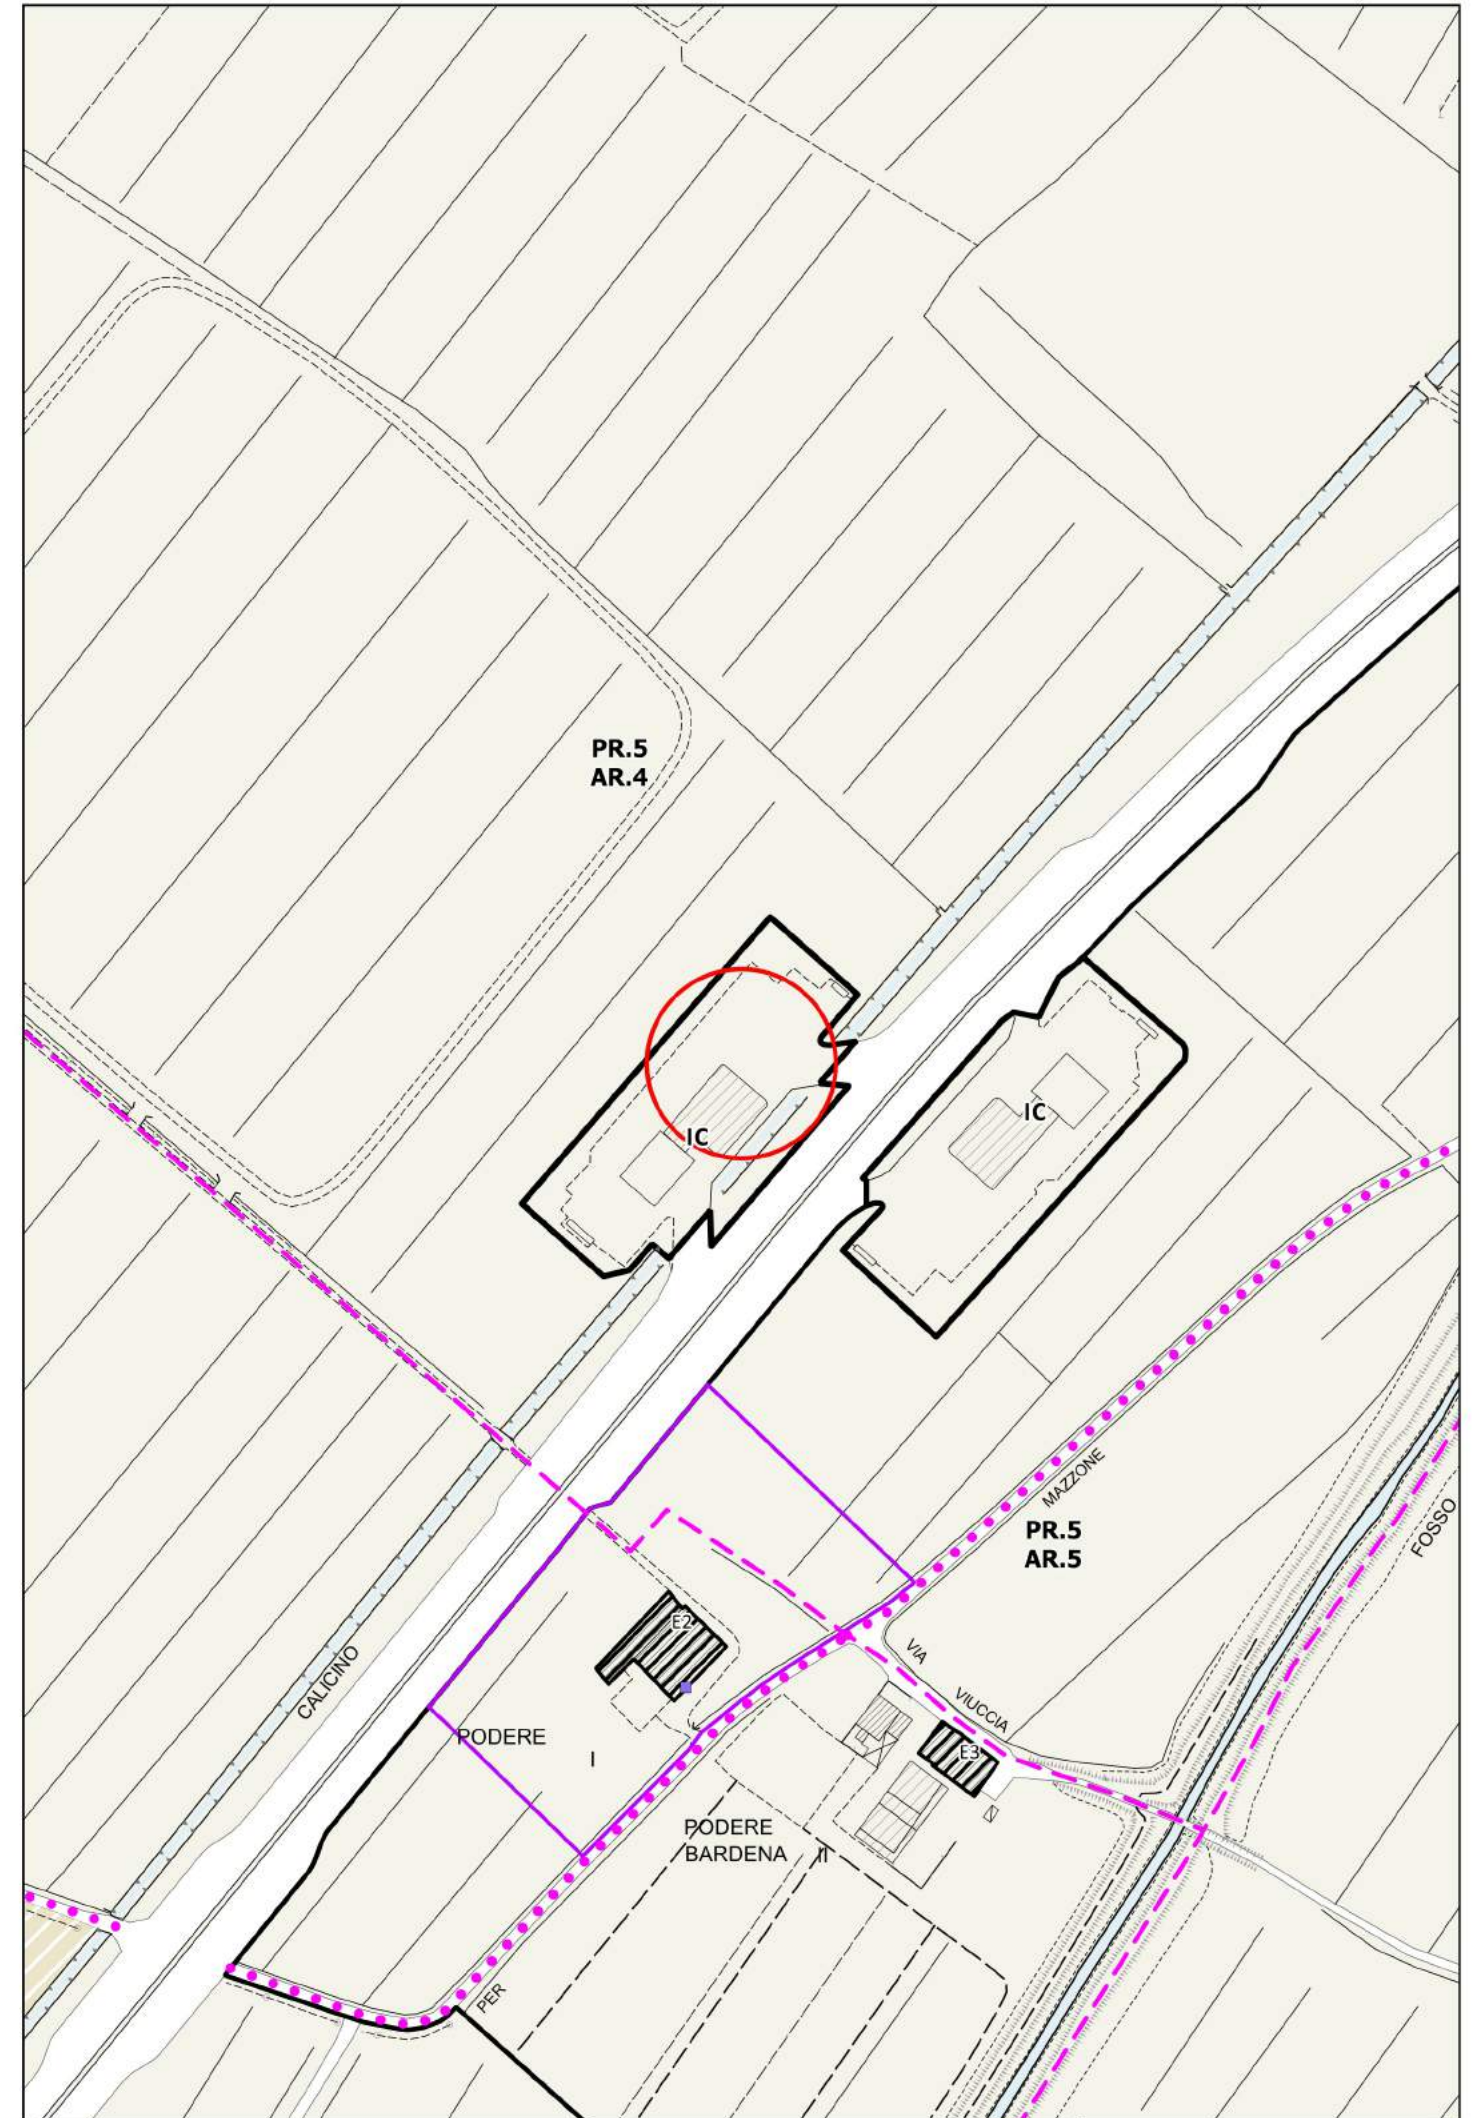 PR.5
AR.4
IC
IC
MAZZONE
PR.5
AR.5
FOSSO
E2
VIA
CALICINO
VIUCCIA
PODERE
I
E3
PODERE
BARDENA II
PER